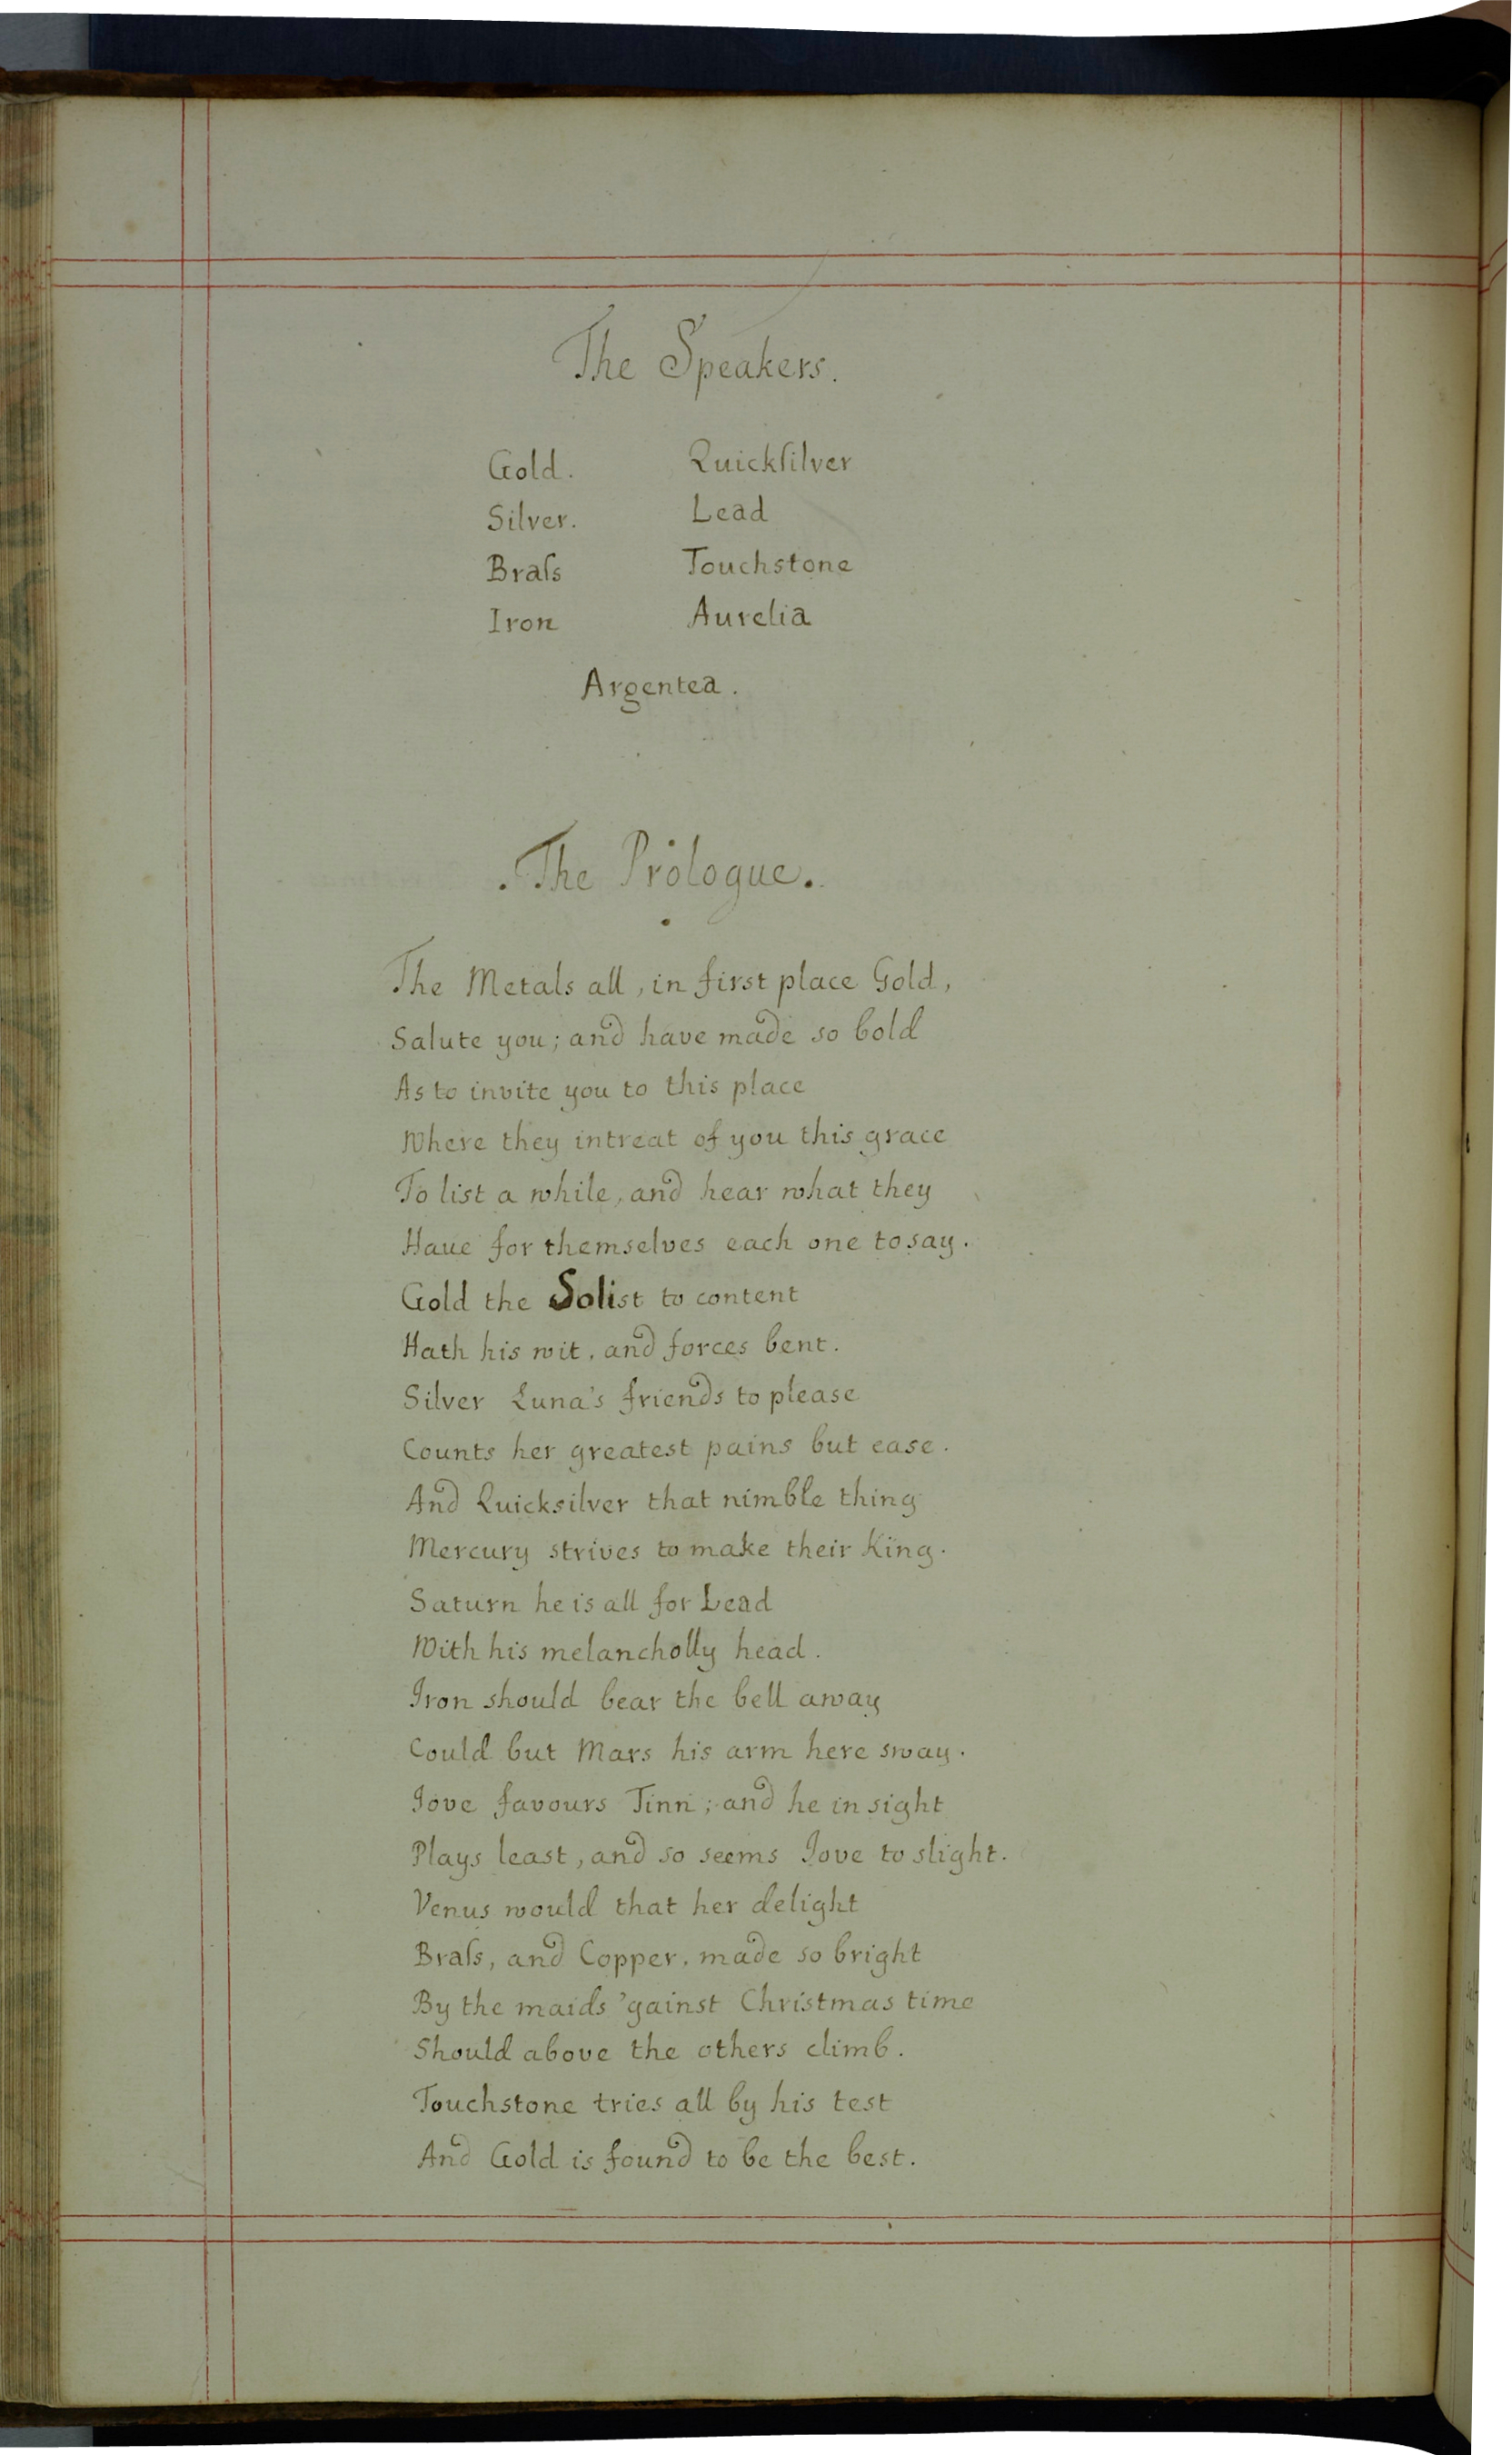 The Speakers.
Gold. Quickſilver
Silver. Lead
Braſs Touchstone
Iron Aurelia
Argentea.
The Prologue.
The Metals all, in first place Gold,
Salute you; and have made so bold
As to invite you to this place
Where they intreat of you this grace
To list a while, and hear what they
Haue for themselves each one to say.
Gold the Solist to content
Hath his wit, and forces bent.
Silver Luna's friends to please
Counts her greatest pains but ease.
And Quicksilver that nimble thing
Mercury strives to make their King.
Saturn he is all for Lead
With his melancholly head.
Iron should bear the bell away
Could but Mars his arm here sway.
Iove favours Tinn; and he in sight
Plays least, and so seems Iove to slight.
Venus would that her delight
Braſs, and Copper, made so bright
By the maids 'gainst Christmas time
Should above the others climb.
Touchstone tries all by his test
And Gold is found to be the best.